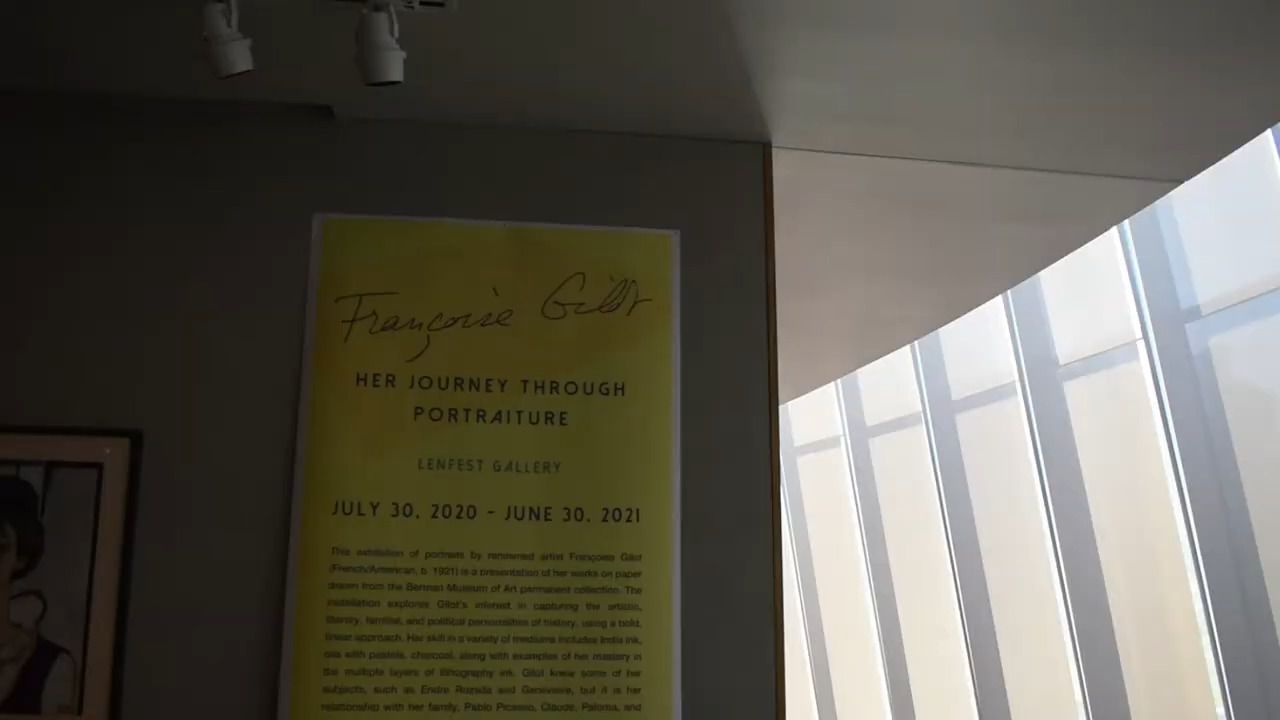 Françoise Gilot
HER JOURNEY THROUGH
PORTRAITURE
LENFEST GALLERY
JULY 30, 2020 - JUNE 30, 2021
This exhibition of portraits by renowned artist Françoise Gilot
(French/American, b. 1921) is a presentation of her works on paper
drawn from the Berman Museum of Art permanent collection. The
installation explores Gilot's interest in capturing the artistic,
literary, familial, and political personalities of history, using a bold,
linear approach. Her skill in a variety of mediums includes India ink,
oils with pastels, charcoal, along with examples of her mastery in
the multiple layers of lithography ink. Gilot knew some of her
subjects, such as Endre Rozsda and Geneviève, but it is her
relationship with her family, Pablo Picasso, Claude, Paloma, and